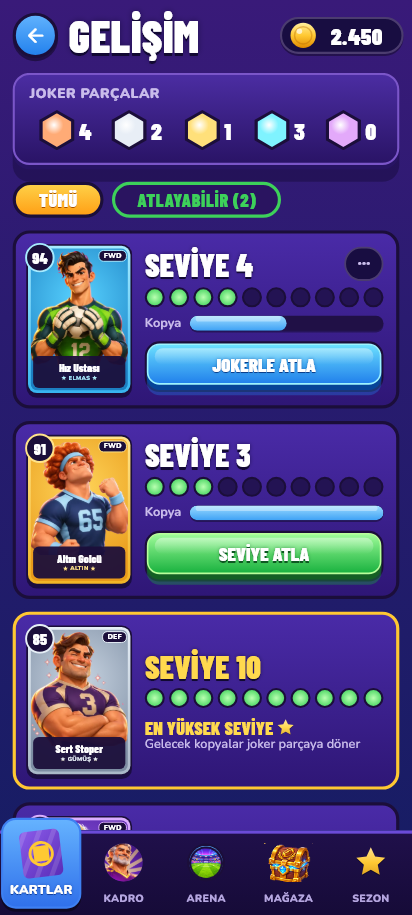 GELİŞİM
2.450
JOKER PARÇALAR
4 2 1 3 0
TÜMÜ
ATLAYABİLİR (2)
94
FWD
12
Hız Ustası
★ ELMAS ★
SEVİYE 4
...
Kopya
JOKERLE ATLA
91
FWD
65
Altın Golcü
★ ALTIN ★
SEVİYE 3
Kopya
SEVİYE ATLA
85
DEF
3
Sert Stoper
★ GÜMÜŞ ★
SEVİYE 10
EN YÜKSEK SEVİYE ⭐
Gelecek kopyalar joker parçaya döner
FWD
KARTLAR
KADRO
ARENA
MAĞAZA
SEZON